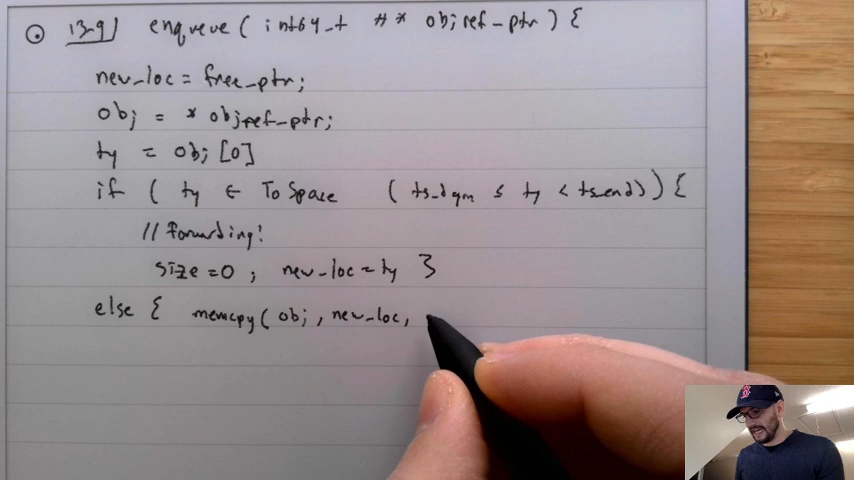 13-9] enqueue ( int64_t ** objref_ptr ) {
new_loc = free_ptr;
obj = * objref_ptr;
ty = obj [0]
if ( ty ∈ ToSpace ( ts_bgn ≤ ty < ts_end) ) {
// forwarding!
size = 0 ; new_loc = ty }
else { memcpy ( obj , new_loc,